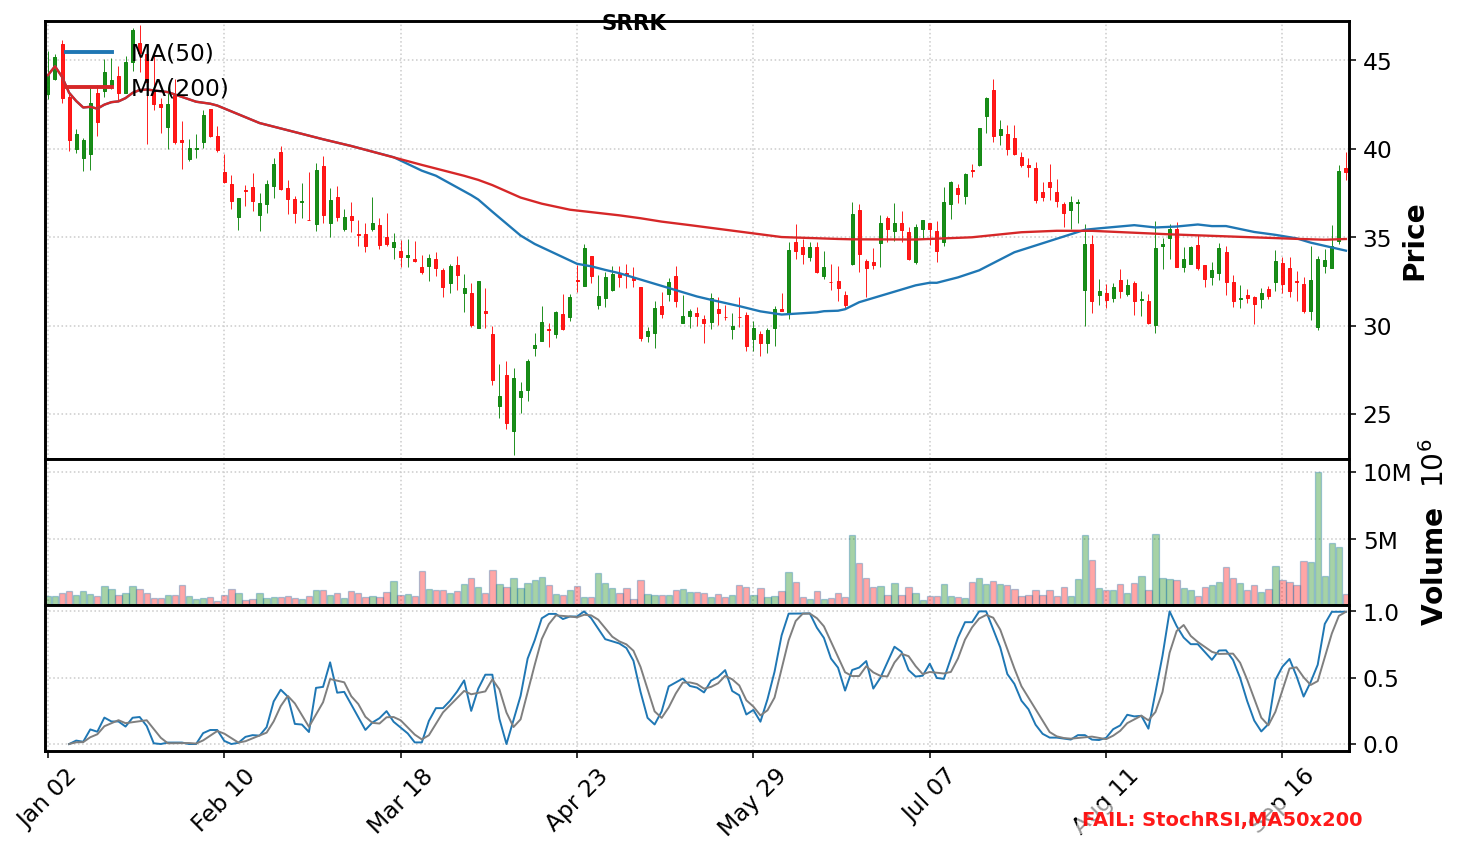 SRRK
MA(50)
MA(200)
45
40
35
30
25
Price
10M
5M
Volume 10^6
1.0
0.5
0.0
Jan 02
Feb 10
Mar 18
Apr 23
May 29
Jul 07
Aug 11
Sep 16
FAIL: StochRSI,MA50x200